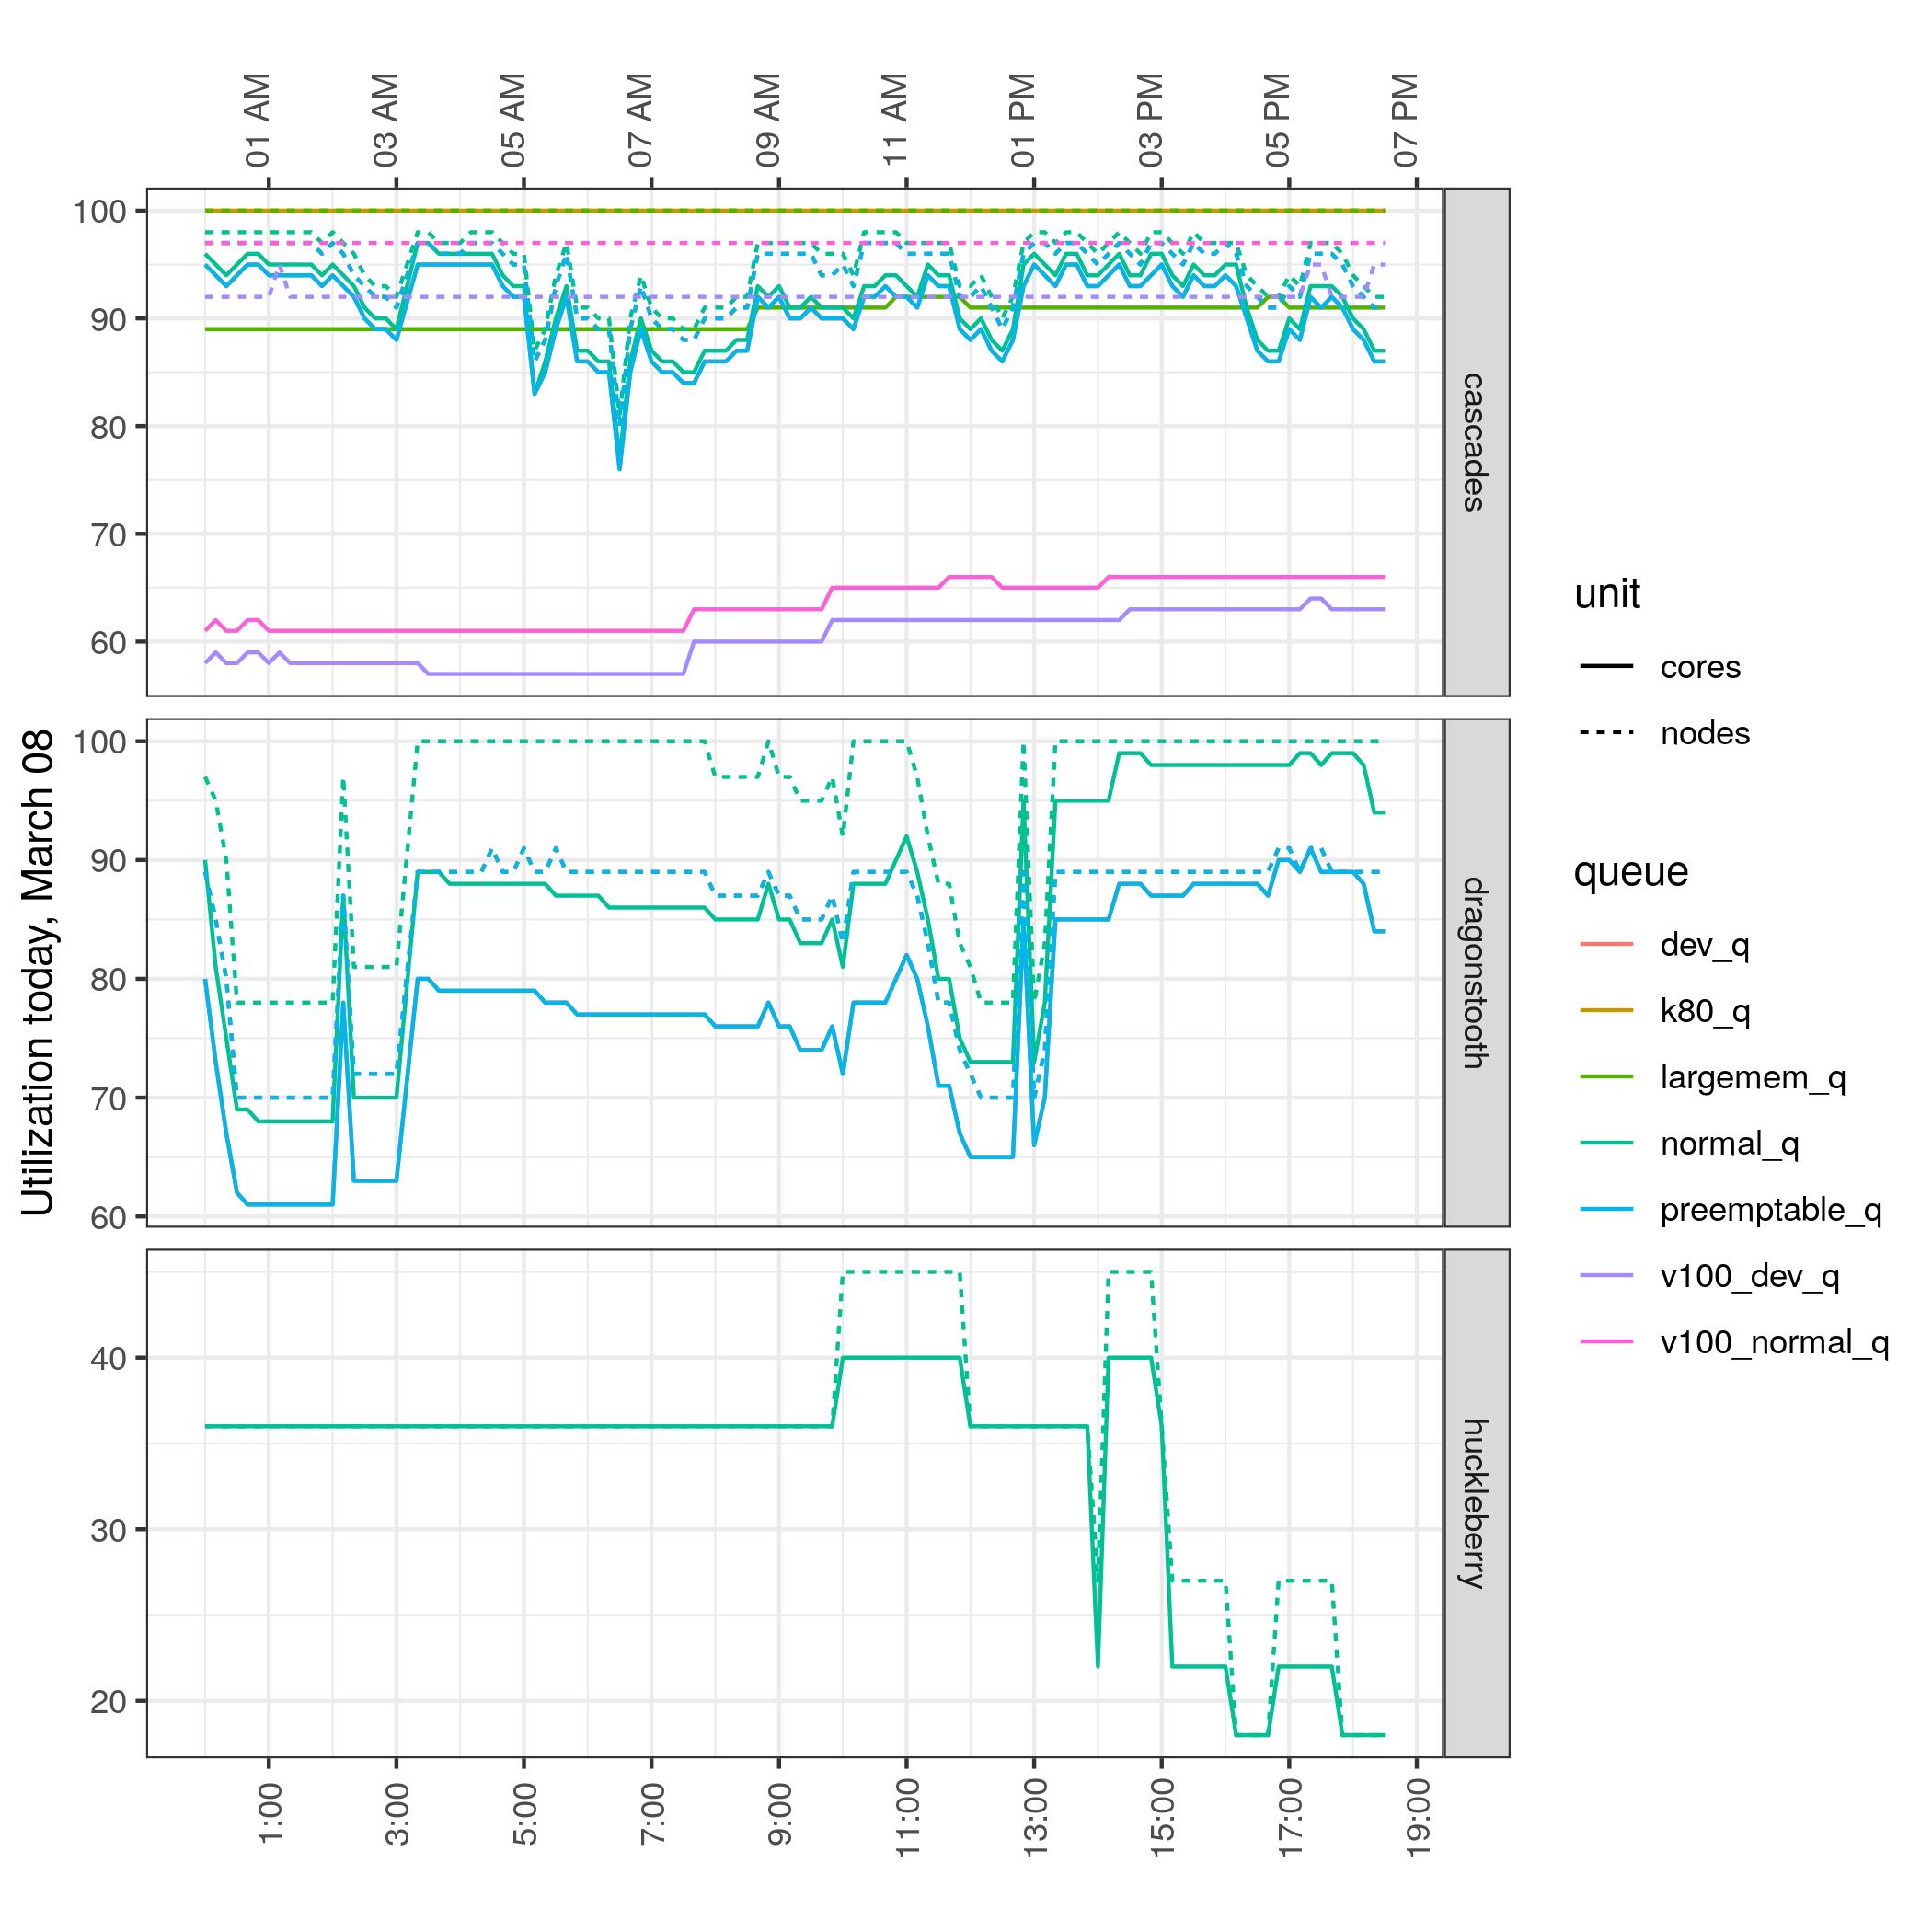 01 AM
03 AM
05 AM
07 AM
09 AM
11 AM
01 PM
03 PM
05 PM
07 PM
Utilization today, March 08
100
90
80
70
60
cascades
100
90
80
70
60
dragonstooth
40
30
20
huckleberry
1:00
3:00
5:00
7:00
9:00
11:00
13:00
15:00
17:00
19:00
unit
cores
nodes
queue
dev_q
k80_q
largemem_q
normal_q
preemptable_q
v100_dev_q
v100_normal_q